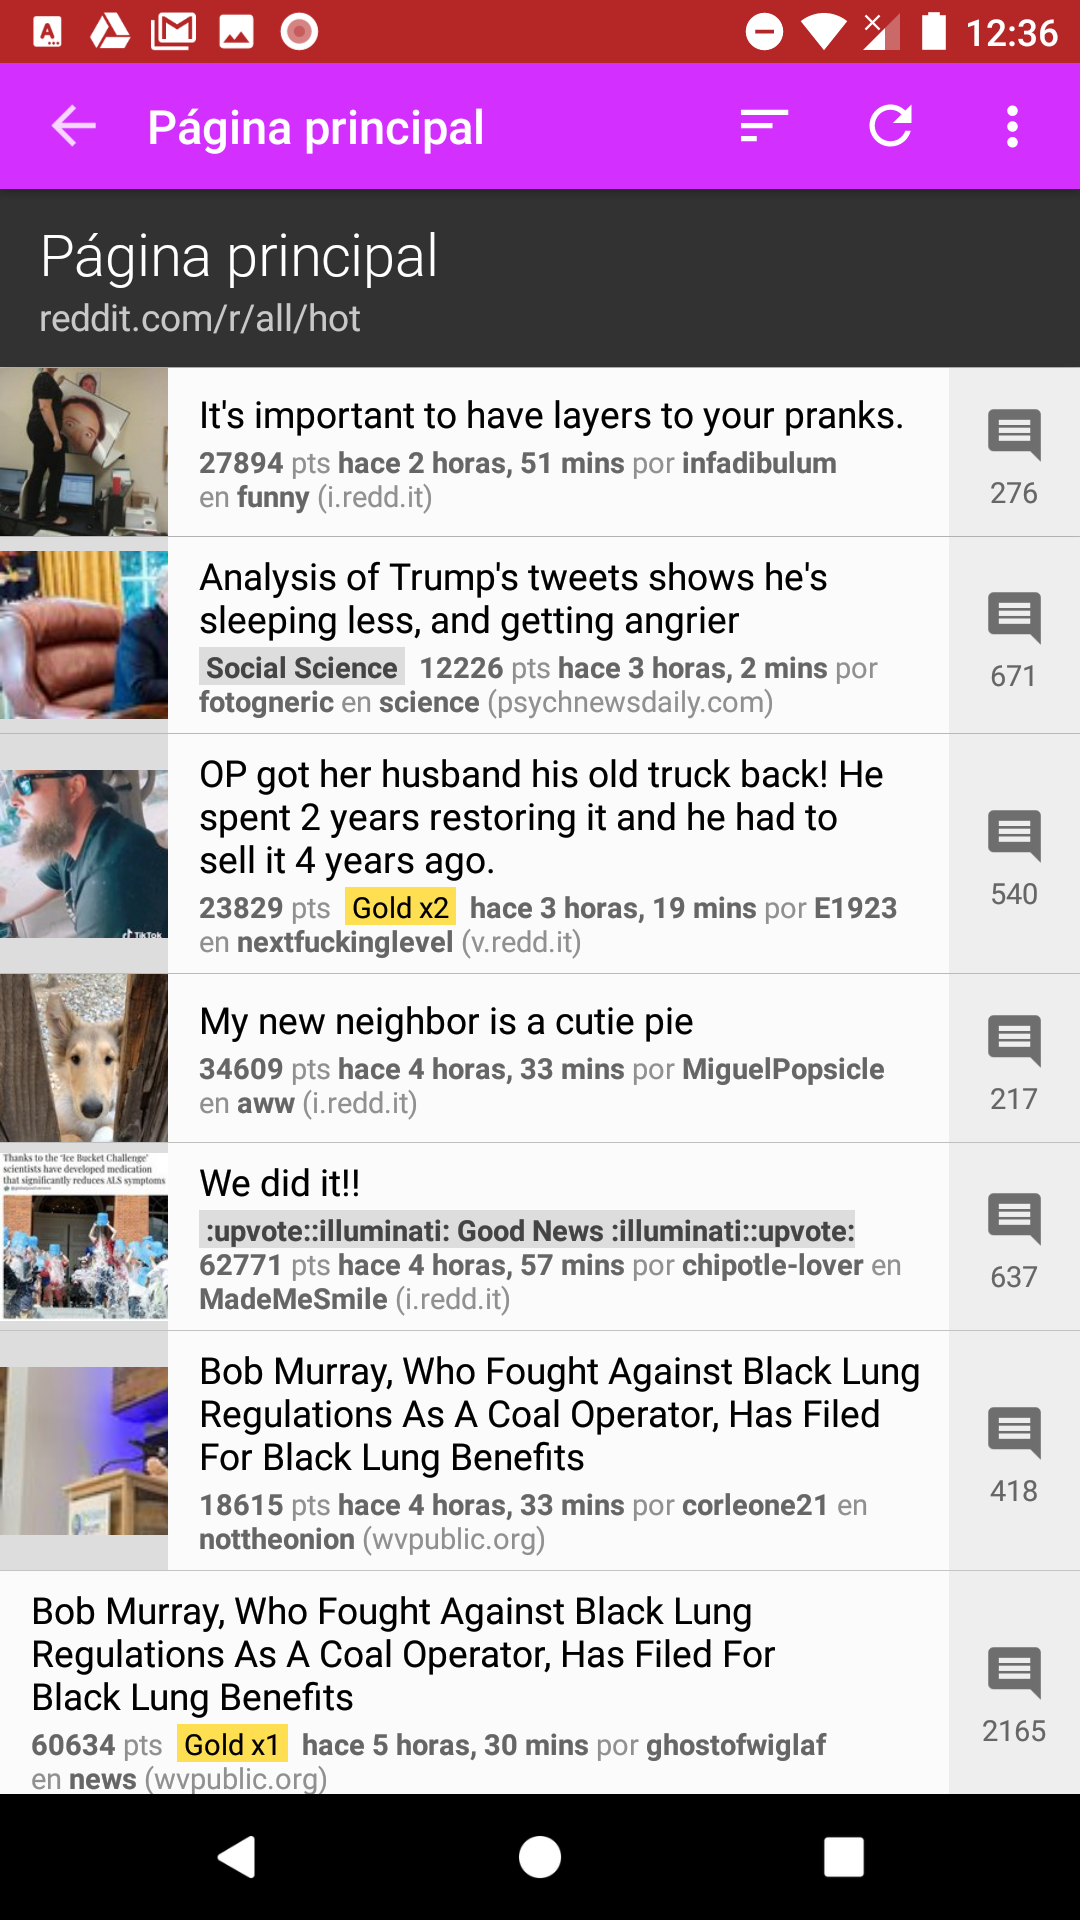 12:36
Página principal
Página principal
reddit.com/r/all/hot
It's important to have layers to your pranks.
27894 pts hace 2 horas, 51 mins por infadibulum
en funny (i.redd.it)
276
Analysis of Trump's tweets shows he's
sleeping less, and getting angrier
Social Science 12226 pts hace 3 horas, 2 mins por
fotogneric en science (psychnewsdaily.com)
671
OP got her husband his old truck back! He
spent 2 years restoring it and he had to
sell it 4 years ago.
23829 pts Gold x2 hace 3 horas, 19 mins por E1923
en nextfuckinglevel (v.redd.it)
540
TikTok
My new neighbor is a cutie pie
34609 pts hace 4 horas, 33 mins por MiguelPopsicle
en aww (i.redd.it)
217
Thanks to the 'Ice Bucket Challenge'
scientists have developed medication
that significantly reduces ALS symptoms
We did it!!
:upvote::illuminati: Good News :illuminati::upvote:
62771 pts hace 4 horas, 57 mins por chipotle-lover en
MadeMeSmile (i.redd.it)
637
Bob Murray, Who Fought Against Black Lung
Regulations As A Coal Operator, Has Filed
For Black Lung Benefits
18615 pts hace 4 horas, 33 mins por corleone21 en
nottheonion (wvpublic.org)
418
Bob Murray, Who Fought Against Black Lung
Regulations As A Coal Operator, Has Filed For
Black Lung Benefits
60634 pts Gold x1 hace 5 horas, 30 mins por ghostofwiglaf
en news (wvpublic.org)
2165